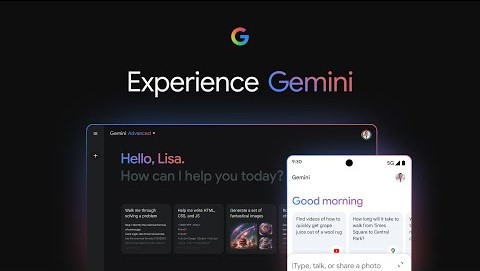 Experience Gemini
Gemini Advanced
Hello, Lisa.
How can I help you today?
Walk me through
solving a problem
Help me write HTML,
CSS, and JS
Generate a set of
fantastical images
9:30
5G
Gemini
Good morning
Find videos of how to
quickly get grape
juice out of a wool rug
How long will it take to
walk from Times
Square to Central
Park?
Type, talk, or share a photo